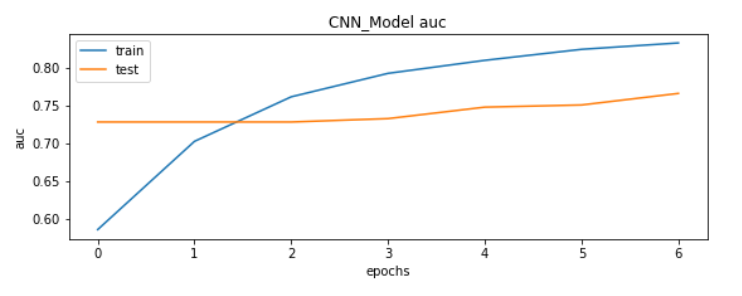 CNN_Model auc
train
test
0.80
0.75
0.70
0.65
0.60
auc
0 1 2 3 4 5 6
epochs